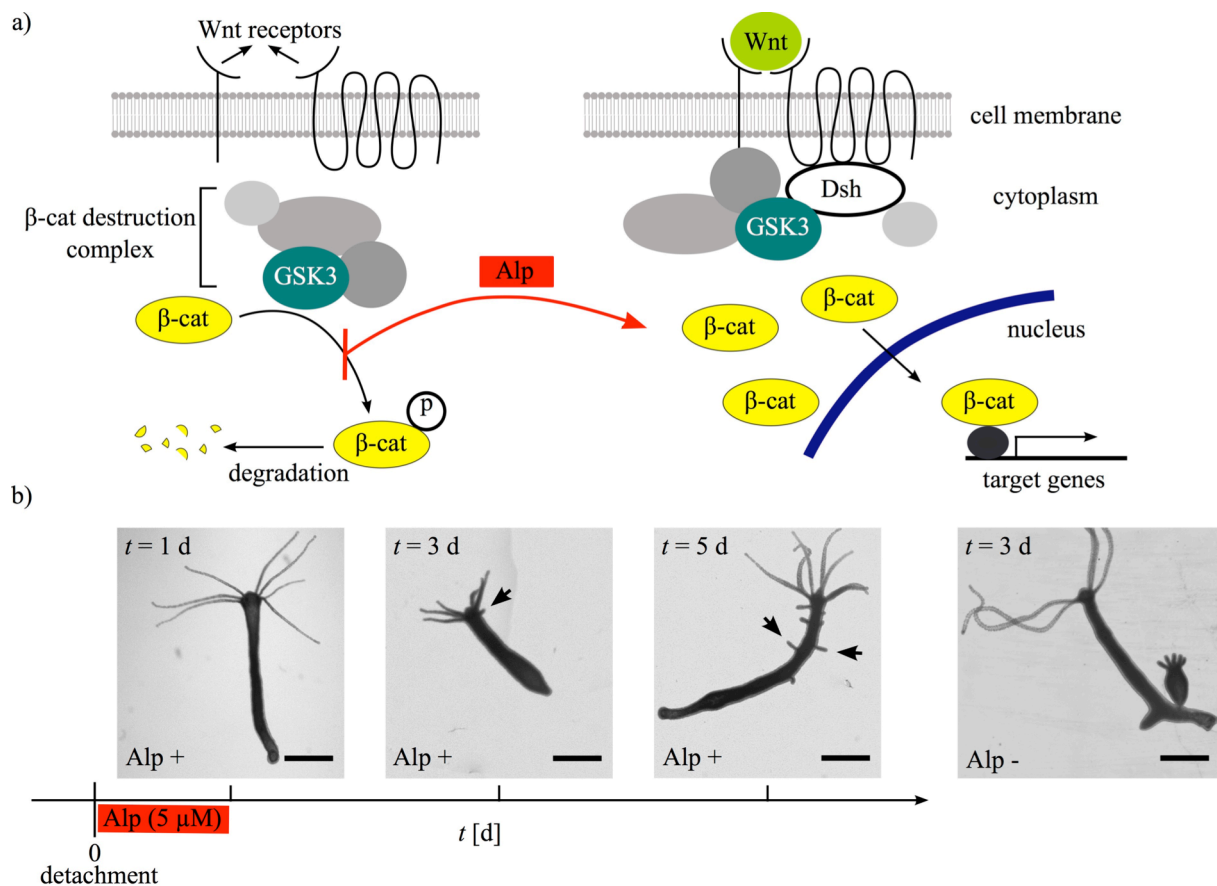 a)
Wnt receptors
Wnt
cell membrane
β-cat destruction
complex
GSK3
Dsh
GSK3
cytoplasm
Alp
β-cat
β-cat
β-cat
nucleus
β-cat
β-cat
p
β-cat
degradation
target genes
b)
t = 1 d
t = 3 d
t = 5 d
t = 3 d
Alp +
Alp +
Alp +
Alp -
Alp (5 μM)
t [d]
0
detachment